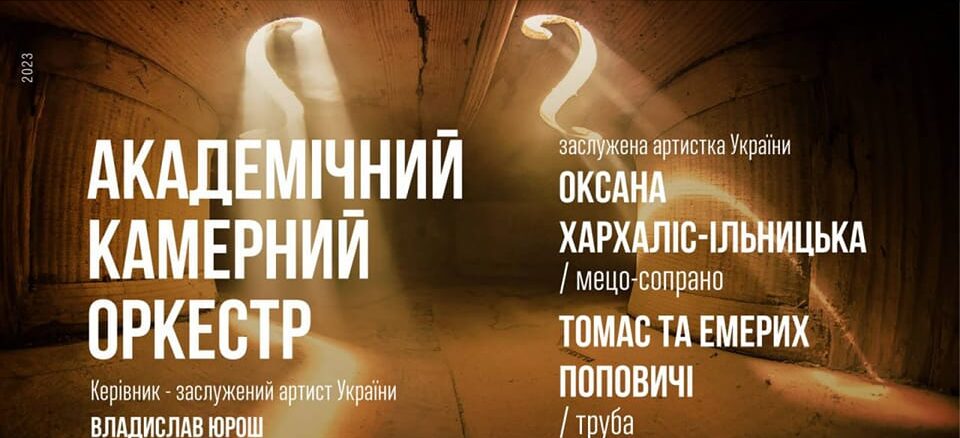 2023
АКАДЕМІЧНИЙ
КАМЕРНИЙ
ОРКЕСТР
Керівник - заслужений артист України
ВЛАДИСЛАВ ЮРОШ
заслужена артистка України
ОКСАНА
ХАРХАЛІС-ІЛЬНИЦЬКА
/ мецо-сопрано
ТОМАС ТА ЕМЕРИХ
ПОПОВИЧІ
/ труба